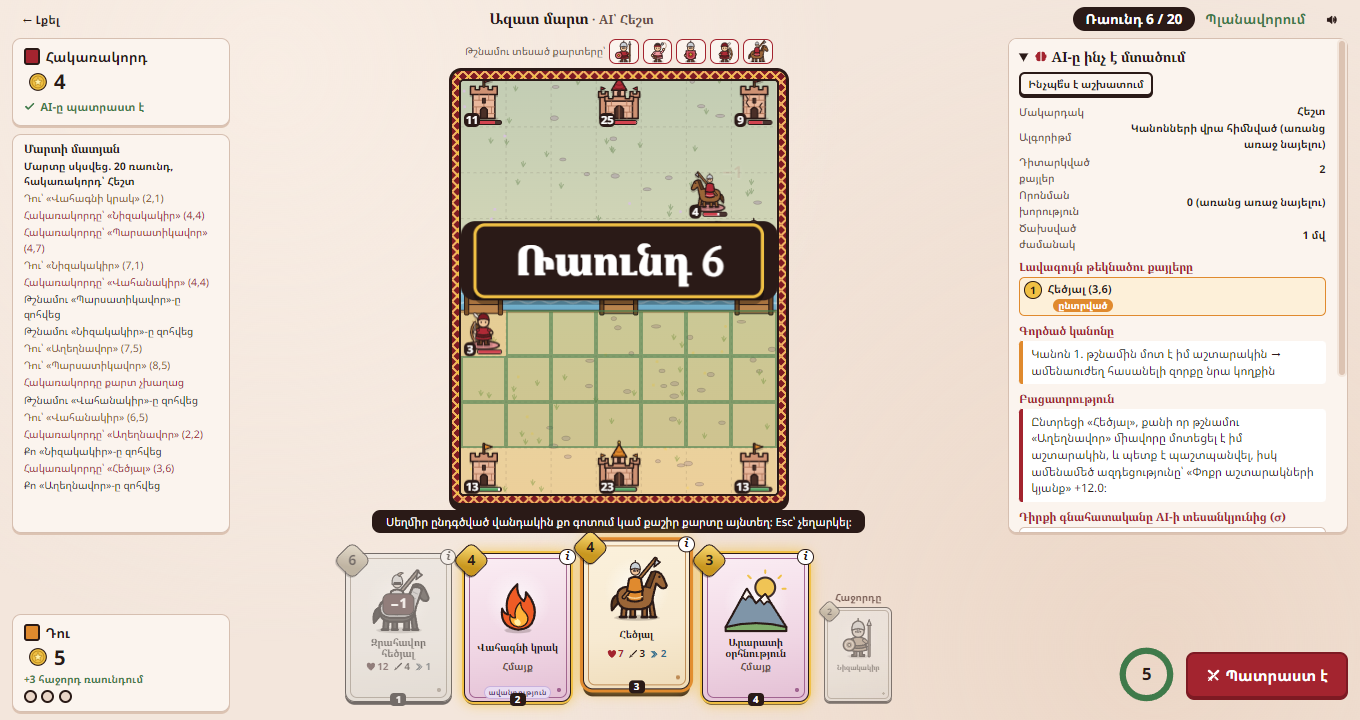 ← Լքել
Ազատ մարտ · AI՝ Հեշտ
Ռաունդ 6 / 20
Պլանավորում
Հակառակորդ
4
✓ AI-ը պատրաստ է
Մարտի մատյան
Մարտը սկսվեց. 20 ռաունդ,
հակառակորդ՝ Հեշտ
Դու՝ «Վահագնի կրակ» (2,1)
Հակառակորդը՝ «Նիզակակիր» (4,4)
Հակառակորդը՝ «Պարսատիկավոր»
(4,7)
Դու՝ «Նիզակակիր» (7,1)
Հակառակորդը՝ «Վահանակիր» (4,4)
Թշնամու «Պարսատիկավոր»-ը
զոհվեց
Թշնամու «Նիզակակիր»-ը զոհվեց
Դու՝ «Աղեղնավոր» (7,5)
Դու՝ «Պարսատիկավոր» (8,5)
Հակառակորդը քարտ չխաղաց
Թշնամու «Վահանակիր»-ը զոհվեց
Դու՝ «Վահանակիր» (6,5)
Հակառակորդը՝ «Աղեղնավոր» (2,2)
Քո «Նիզակակիր»-ը զոհվեց
Հակառակորդը՝ «Հեծյալ» (3,6)
Քո «Աղեղնավոր»-ը զոհվեց
Դու
5
+3 հաջորդ ռաունդում
Թշնամու տեսած քարտերը՝
11
25
9
-1
4
Ռաունդ 6
3
13
23
13
Սեղմիր ընդգծված վանդակին քո գոտում կամ քաշիր քարտը այնտեղ։ Esc՝ չեղարկել։
6
i
−1
Զրահավոր
հեծյալ
12 4 1
1
4
i
Վահագնի կրակ
Հմայք
ավանդություն
2
4
i
Հեծյալ
7 3 2
3
3
i
Արարատի
օրհնություն
Հմայք
4
Հաջորդը
2
Նիզակակիր
▼ AI-ը ինչ է մտածում
Ինչպե՞ս է աշխատում
Մակարդակ Հեշտ
Ալգորիթմ Կանոնների վրա հիմնված (առանց
առաջ նայելու)
Դիտարկված
քայլեր 2
Որոնման
խորություն 0 (առանց առաջ նայելու)
Ծախսված
ժամանակ 1 մվ
Լավագույն թեկնածու քայլերը
1 Հեծյալ (3,6)
ընտրված
Գործած կանոնը
Կանոն 1. թշնամին մոտ է իմ աշտարակին →
ամենաուժեղ հասանելի զորքը նրա կողքին
Բացատրություն
Ընտրեցի «Հեծյալ», քանի որ թշնամու
«Աղեղնավոր» միավորը մոտեցել է իմ
աշտարակին, և պետք է պաշտպանվել, իսկ
ամենամեծ ազդեցությունը՝ «Փոքր աշտարակների
կյանք» +12.0։
Դիրքի գնահատականը AI-ի տեսանկյունից (σ)
5
Պատրաստ է